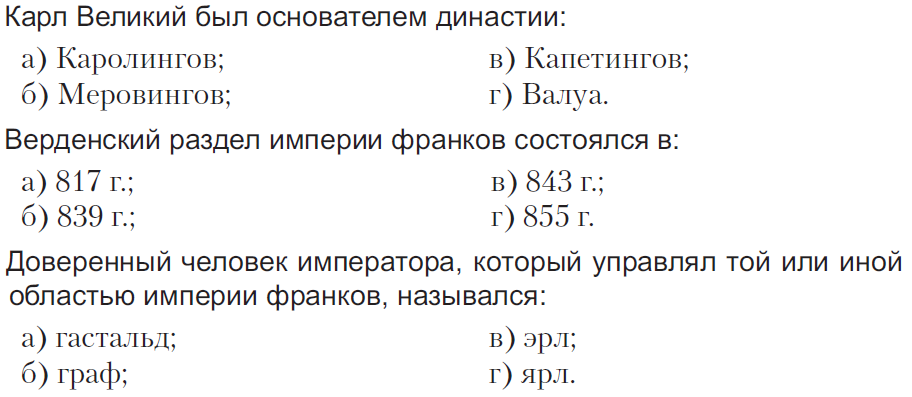 Карл Великий был основателем династии:
а) Каролингов; в) Капетингов;
б) Меровингов; г) Валуа.
Верденский раздел империи франков состоялся в:
а) 817 г.; в) 843 г.;
б) 839 г.; г) 855 г.
Доверенный человек императора, который управлял той или иной
областью империи франков, назывался:
а) гастальд; в) эрл;
б) граф; г) ярл.